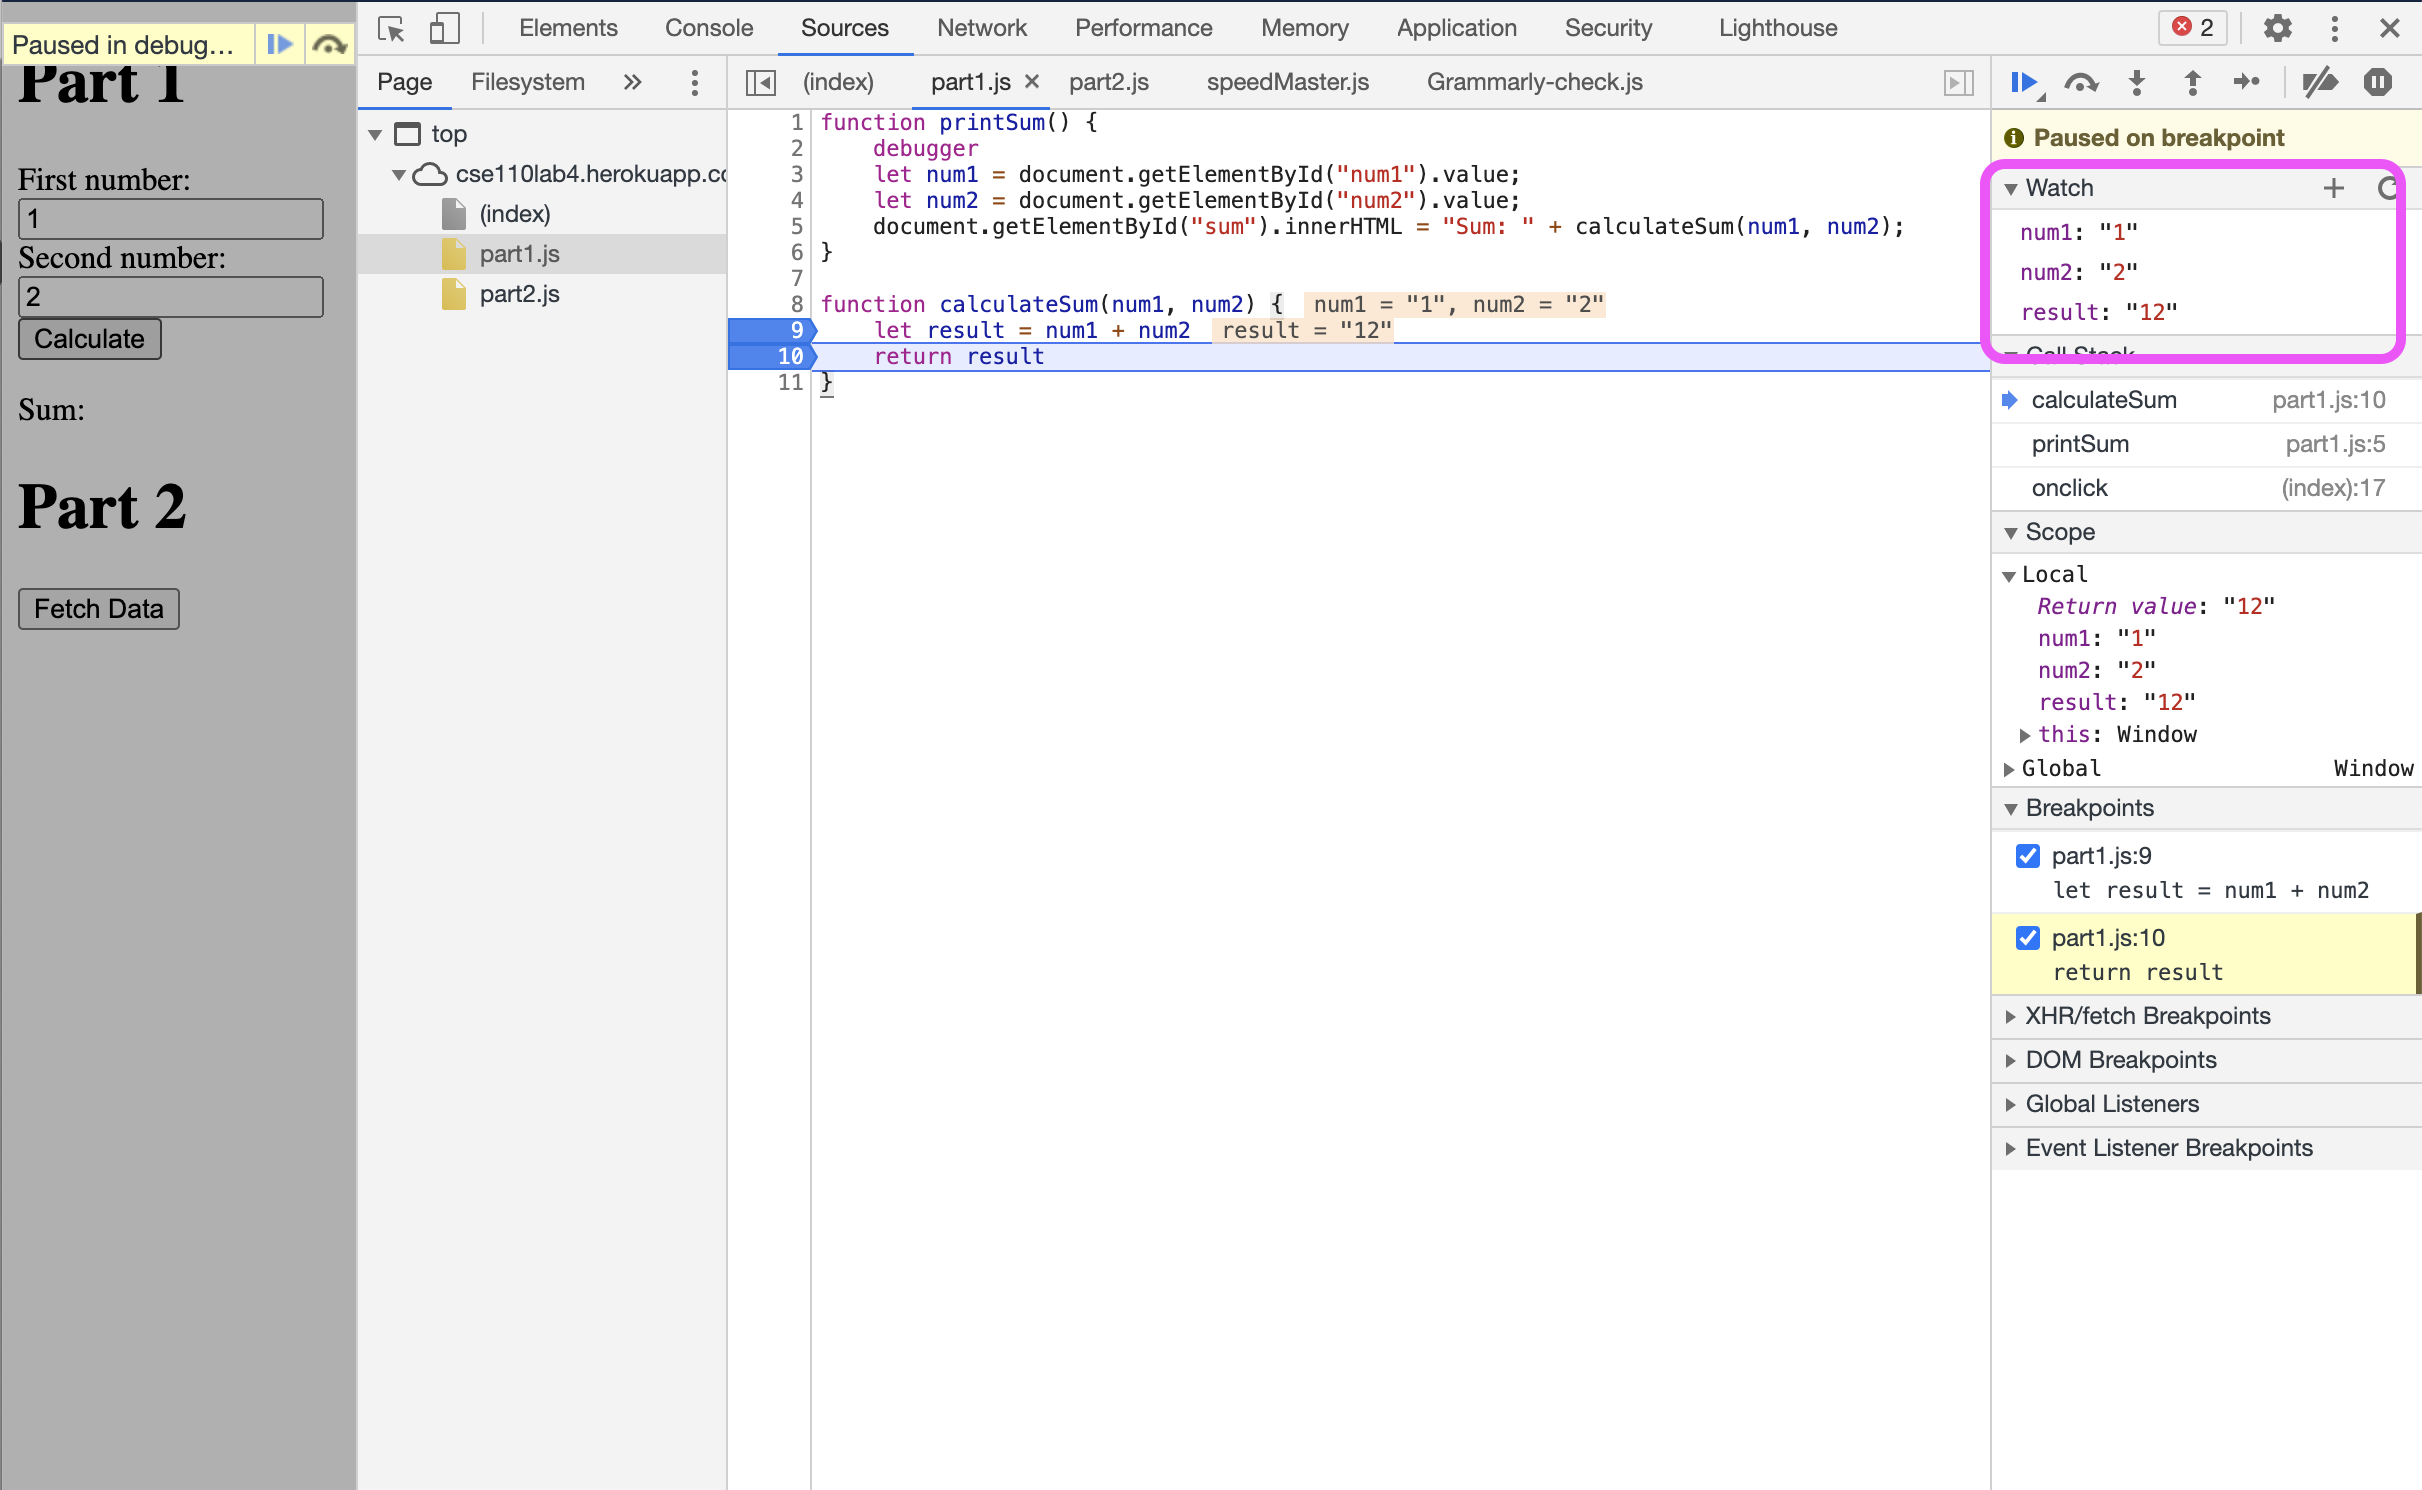 Paused in debug…
Part 1
First number:
1
Second number:
2
Calculate
Sum:
Part 2
Fetch Data
Elements Console Sources Network Performance Memory Application Security Lighthouse 2
Page Filesystem
top
cse110lab4.herokuapp.co
(index)
part1.js
part2.js
(index) part1.js part2.js speedMaster.js Grammarly-check.js
1 function printSum() {
2 debugger
3 let num1 = document.getElementById("num1").value;
4 let num2 = document.getElementById("num2").value;
5 document.getElementById("sum").innerHTML = "Sum: " + calculateSum(num1, num2);
6 }
7
8 function calculateSum(num1, num2) { num1 = "1", num2 = "2"
9 let result = num1 + num2 result = "12"
10 return result
11 }
Paused on breakpoint
Watch
num1: "1"
num2: "2"
result: "12"
Call Stack
calculateSum part1.js:10
printSum part1.js:5
onclick (index):17
Scope
Local
Return value: "12"
num1: "1"
num2: "2"
result: "12"
this: Window
Global Window
Breakpoints
part1.js:9
let result = num1 + num2
part1.js:10
return result
XHR/fetch Breakpoints
DOM Breakpoints
Global Listeners
Event Listener Breakpoints